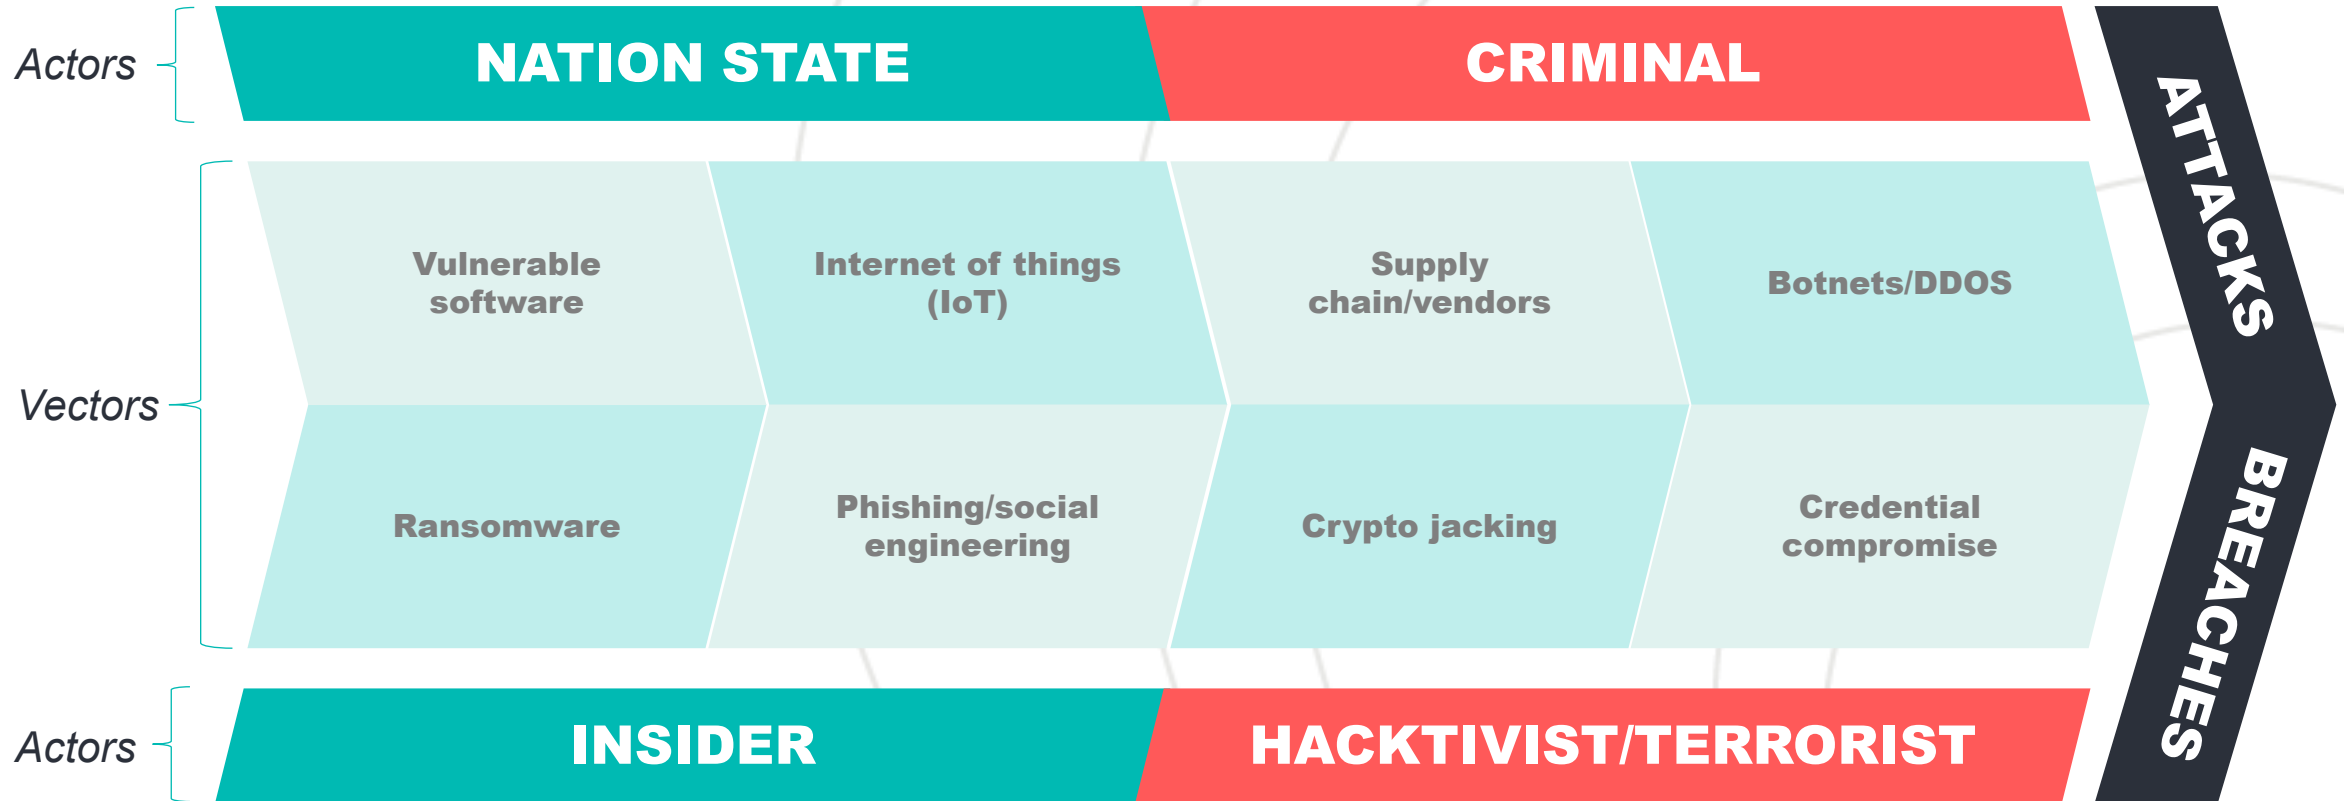 Actors
NATION STATE
CRIMINAL
ATTACKS
Vectors
Vulnerable
software
Internet of things
(IoT)
Supply
chain/vendors
Botnets/DDOS
Ransomware
Phishing/social
engineering
Crypto jacking
Credential
compromise
BREACHES
Actors
INSIDER
HACKTIVIST/TERRORIST